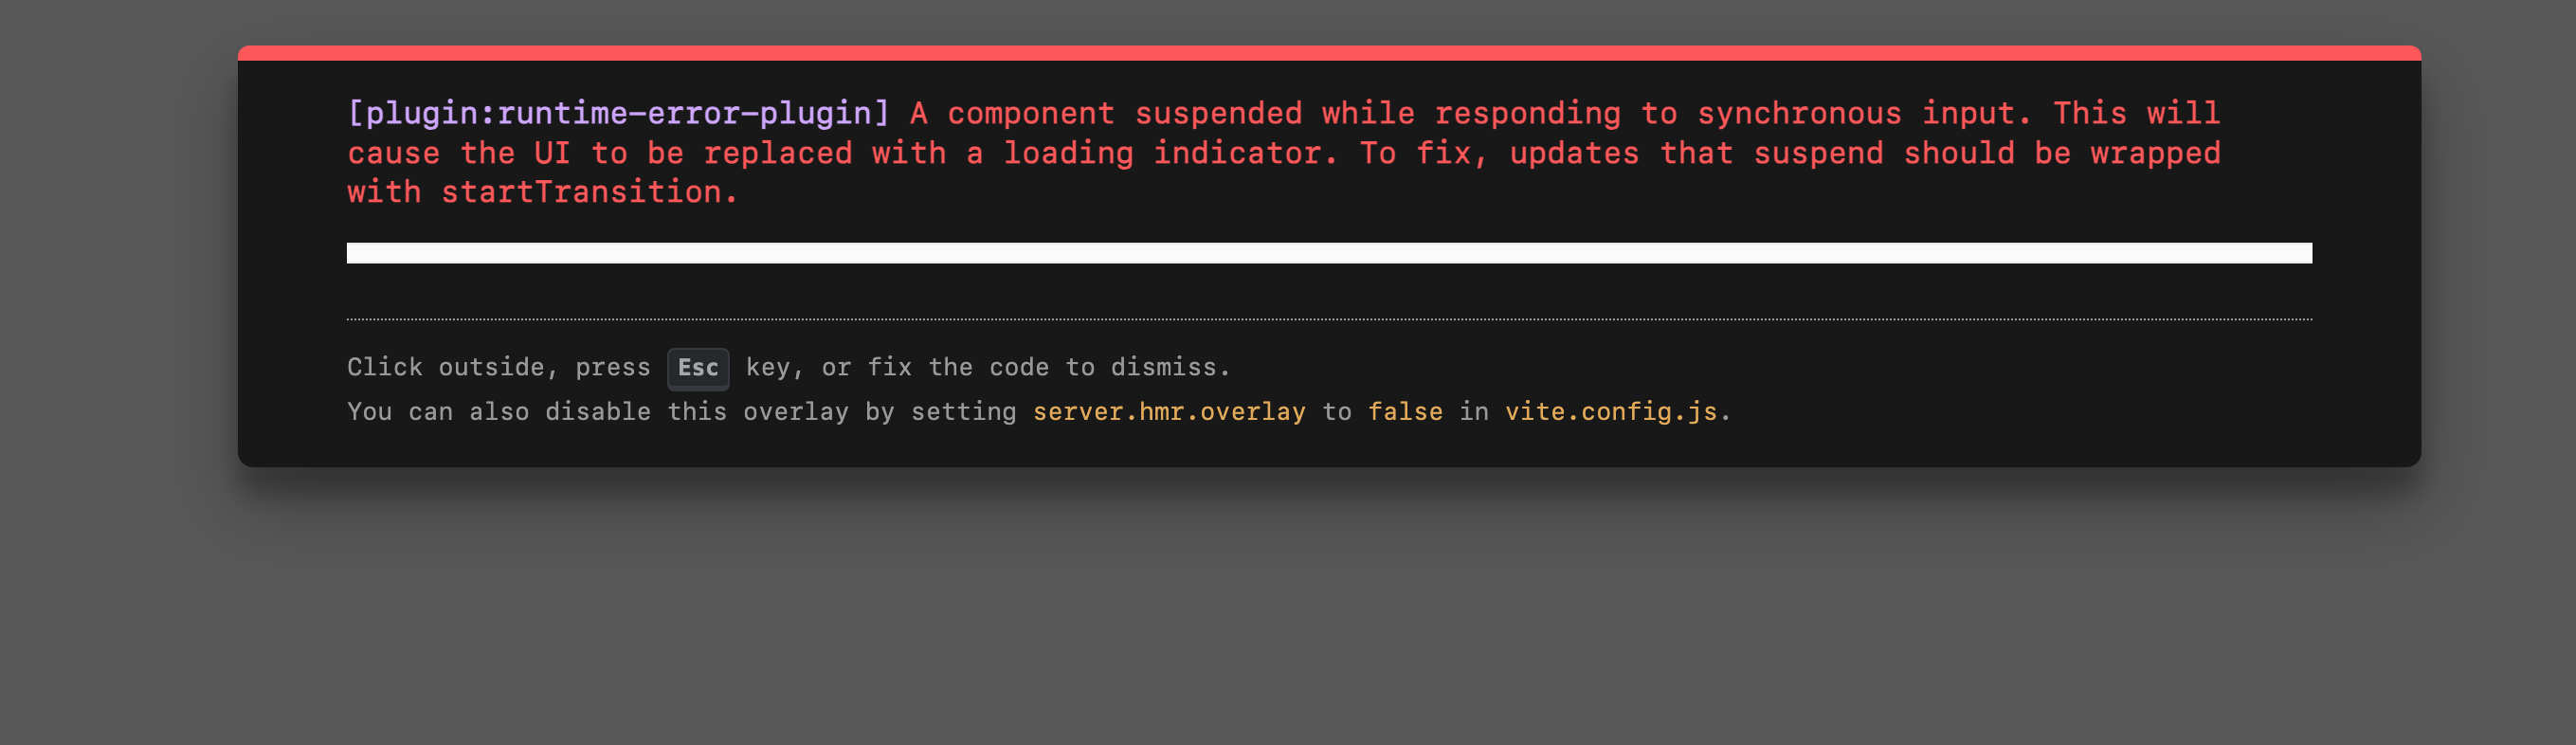 [plugin:runtime-error-plugin] A component suspended while responding to synchronous input. This will
cause the UI to be replaced with a loading indicator. To fix, updates that suspend should be wrapped
with startTransition.
Click outside, press Esc key, or fix the code to dismiss.
You can also disable this overlay by setting server.hmr.overlay to false in vite.config.js.